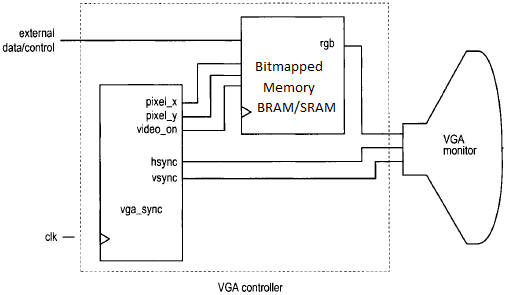 external
data/control
rgb
Bitmapped
Memory
BRAM/SRAM
pixel_x
pixel_y
video_on
hsync
vsync
vga_sync
clk
VGA
monitor
VGA controller